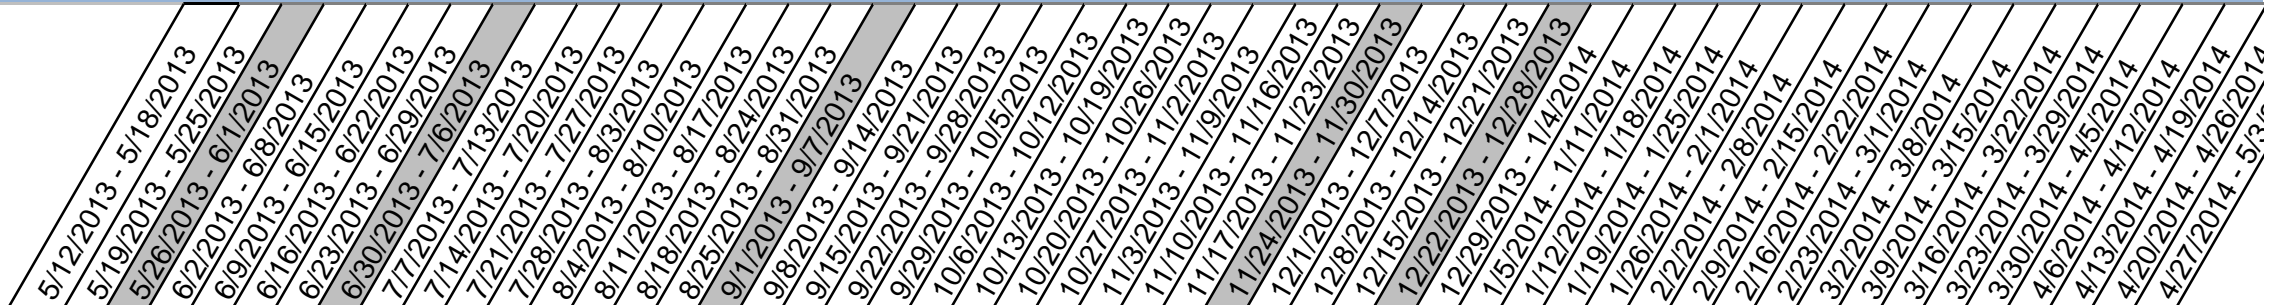 5/12/2013 - 5/18/2013
5/19/2013 - 5/25/2013
5/26/2013 - 6/1/2013
6/2/2013 - 6/8/2013
6/9/2013 - 6/15/2013
6/16/2013 - 6/22/2013
6/23/2013 - 6/29/2013
6/30/2013 - 7/6/2013
7/7/2013 - 7/13/2013
7/14/2013 - 7/20/2013
7/21/2013 - 7/27/2013
7/28/2013 - 8/3/2013
8/4/2013 - 8/10/2013
8/11/2013 - 8/17/2013
8/18/2013 - 8/24/2013
8/25/2013 - 8/31/2013
9/1/2013 - 9/7/2013
9/8/2013 - 9/14/2013
9/15/2013 - 9/21/2013
9/22/2013 - 9/28/2013
9/29/2013 - 10/5/2013
10/6/2013 - 10/12/2013
10/13/2013 - 10/19/2013
10/20/2013 - 10/26/2013
10/27/2013 - 11/2/2013
11/3/2013 - 11/9/2013
11/10/2013 - 11/16/2013
11/17/2013 - 11/23/2013
11/24/2013 - 11/30/2013
12/1/2013 - 12/7/2013
12/8/2013 - 12/14/2013
12/15/2013 - 12/21/2013
12/22/2013 - 12/28/2013
12/29/2013 - 1/4/2014
1/5/2014 - 1/11/2014
1/12/2014 - 1/18/2014
1/19/2014 - 1/25/2014
1/26/2014 - 2/1/2014
2/2/2014 - 2/8/2014
2/9/2014 - 2/15/2014
2/16/2014 - 2/22/2014
2/23/2014 - 3/1/2014
3/2/2014 - 3/8/2014
3/9/2014 - 3/15/2014
3/16/2014 - 3/22/2014
3/23/2014 - 3/29/2014
3/30/2014 - 4/5/2014
4/6/2014 - 4/12/2014
4/13/2014 - 4/19/2014
4/20/2014 - 4/26/2014
4/27/2014 - 5/3/